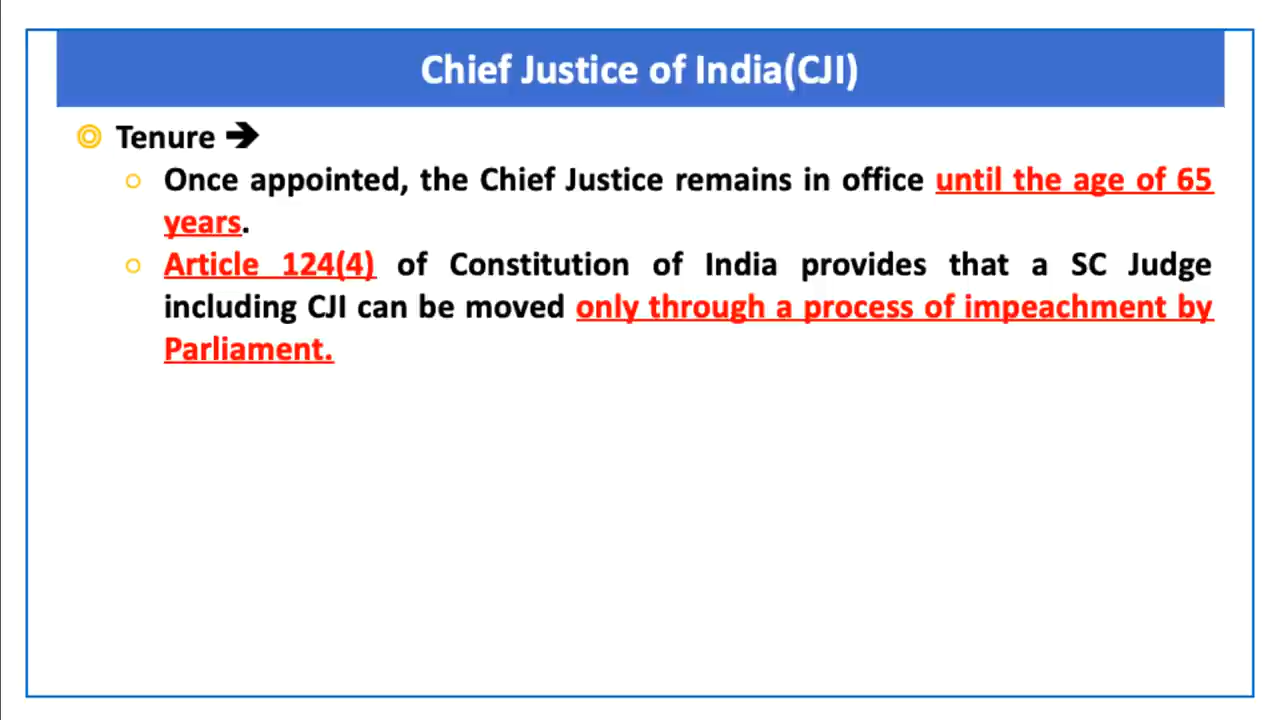 Chief Justice of India(CJI)
Tenure ➔
Once appointed, the Chief Justice remains in office until the age of 65
years.
Article 124(4) of Constitution of India provides that a SC Judge
including CJI can be moved only through a process of impeachment by
Parliament.